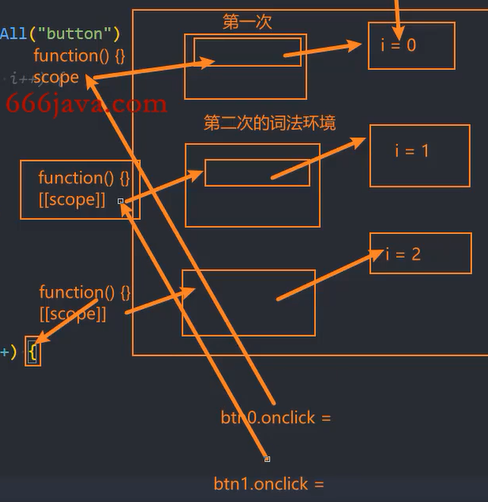 第一次
All("button")
function() {}
i = 0
i++) {
scope
666java.com
第二次的词法环境
i = 1
function() {}
[[scope]]
i = 2
function() {}
[[scope]]
+) {
btn0.onclick =
btn1.onclick =